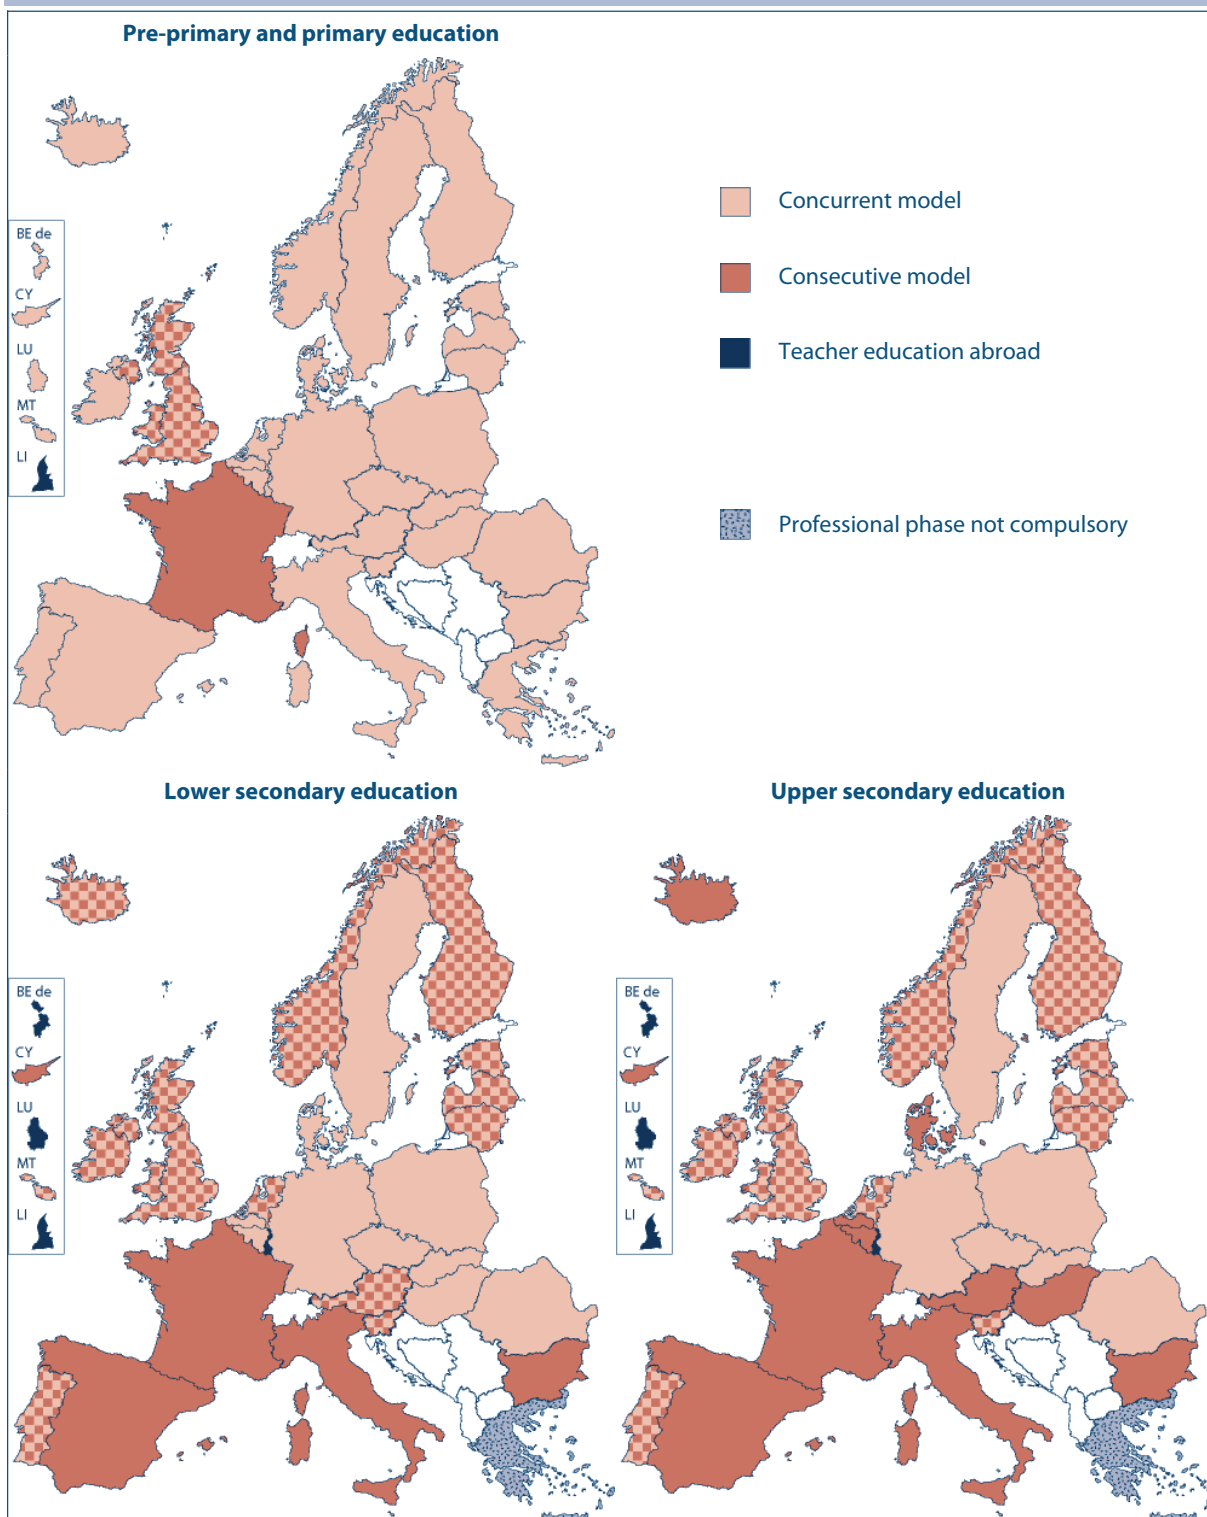 Pre-primary and primary education
BE de
CY
LU
MT
LI
Concurrent model
Consecutive model
Teacher education abroad
Professional phase not compulsory
Lower secondary education
BE de
CY
LU
MT
LI
Upper secondary education
BE de
CY
LU
MT
LI